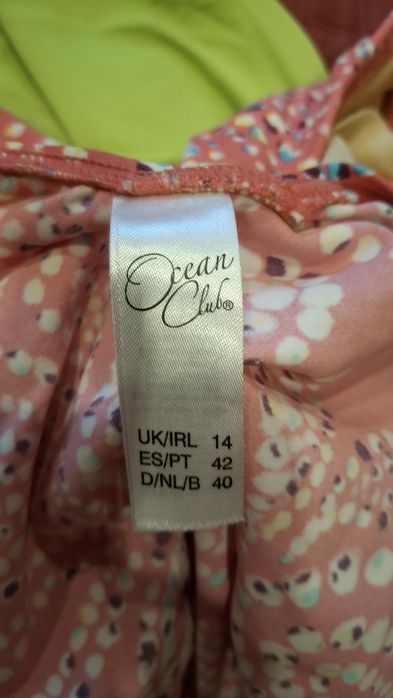 Ocean
Club®
UK/IRL 14
ES/PT 42
D/NL/B 40